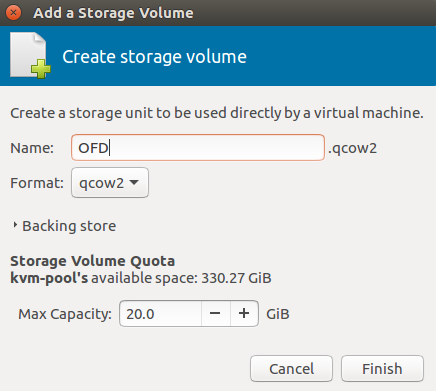 Add a Storage Volume
Create storage volume
Create a storage unit to be used directly by a virtual machine.
Name: OFD .qcow2
Format: qcow2
Backing store
Storage Volume Quota
kvm-pool's available space: 330.27 GiB
Max Capacity: 20.0 − + GiB
Cancel Finish